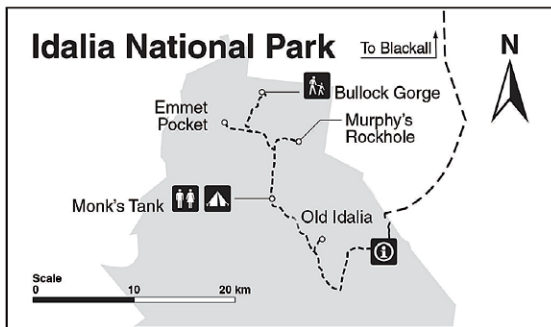 Idalia National Park
To Blackall
N
Bullock Gorge
Emmet
Pocket
Murphy's
Rockhole
Monk's Tank
Old Idalia
Scale
0 10 20 km